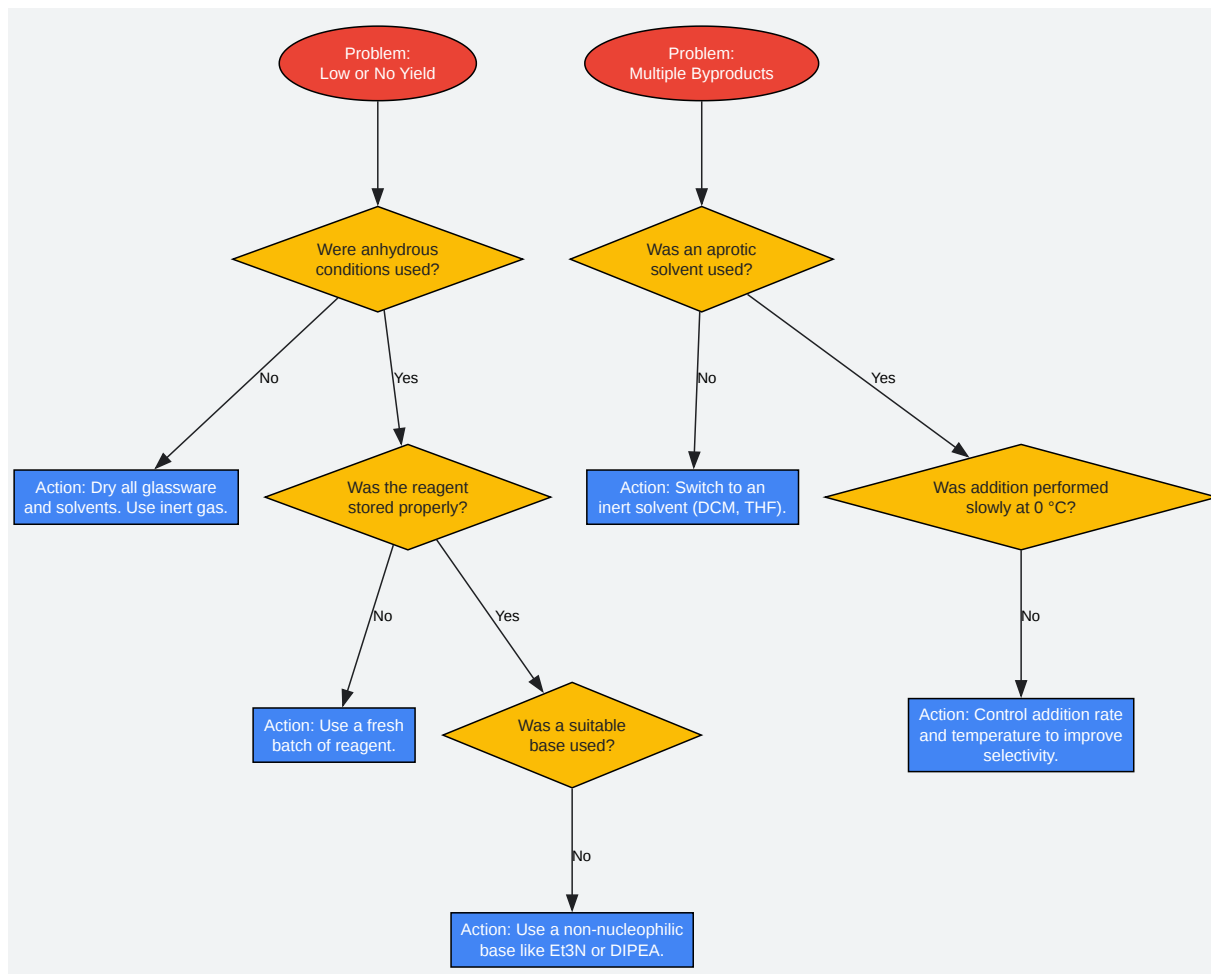 Problem:
Low or No Yield
Problem:
Multiple Byproducts
Were anhydrous
conditions used?
Was an aprotic
solvent used?
No
Yes
No
Yes
Action: Dry all glassware
and solvents. Use inert gas.
Was the reagent
stored properly?
Action: Switch to an
inert solvent (DCM, THF).
Was addition performed
slowly at 0 °C?
No
Yes
No
Action: Use a fresh
batch of reagent.
Was a suitable
base used?
Action: Control addition rate
and temperature to improve
selectivity.
No
Action: Use a non-nucleophilic
base like Et3N or DIPEA.